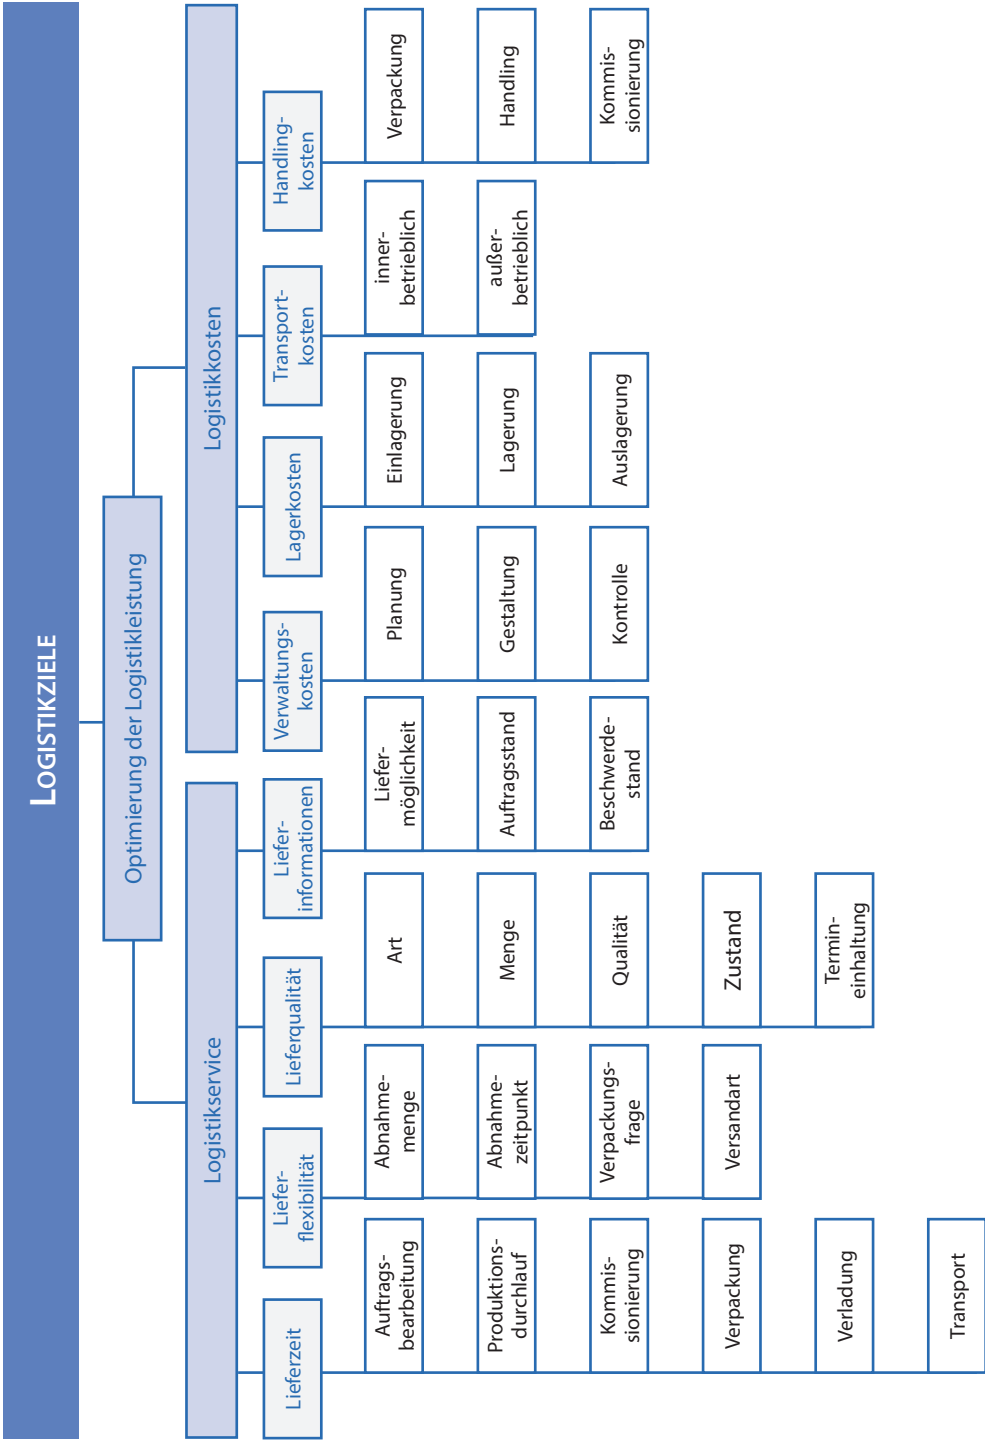 LOGISTIKZIELE
Optimierung der Logistikleistung
Logistikservice
Lieferzeit
Auftrags-
bearbeitung
Produktions-
durchlauf
Kommis-
sionierung
Verpackung
Verladung
Transport
Liefer-
flexibilität
Abnahme-
menge
Abnahme-
zeitpunkt
Verpackungs-
frage
Versandart
Lieferqualität
Art
Menge
Qualität
Zustand
Termin-
einhaltung
Liefer-
informationen
Liefer-
möglichkeit
Auftragsstand
Beschwerde-
stand
Logistikkosten
Verwaltungs-
kosten
Planung
Gestaltung
Kontrolle
Lagerkosten
Einlagerung
Lagerung
Auslagerung
Transport-
kosten
inner-
betrieblich
außer-
betrieblich
Handling-
kosten
Verpackung
Handling
Kommis-
sionierung